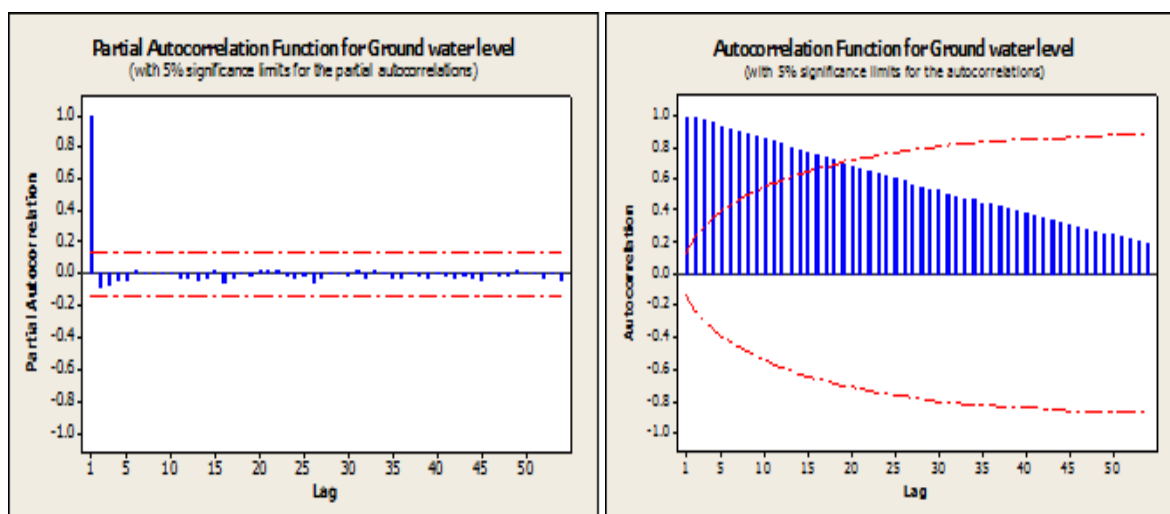 Partial Autocorrelation Function for Ground water level
(with 5% significance limits for the partial autocorrelations)
Partial Autocorrelation
1.0
0.8
0.6
0.4
0.2
0.0
-0.2
-0.4
-0.6
-0.8
-1.0
1 5 10 15 20 25 30 35 40 45 50
Lag
Autocorrelation Function for Ground water level
(with 5% significance limits for the autocorrelations)
Autocorrelation
1.0
0.8
0.6
0.4
0.2
0.0
-0.2
-0.4
-0.6
-0.8
-1.0
1 5 10 15 20 25 30 35 40 45 50
Lag